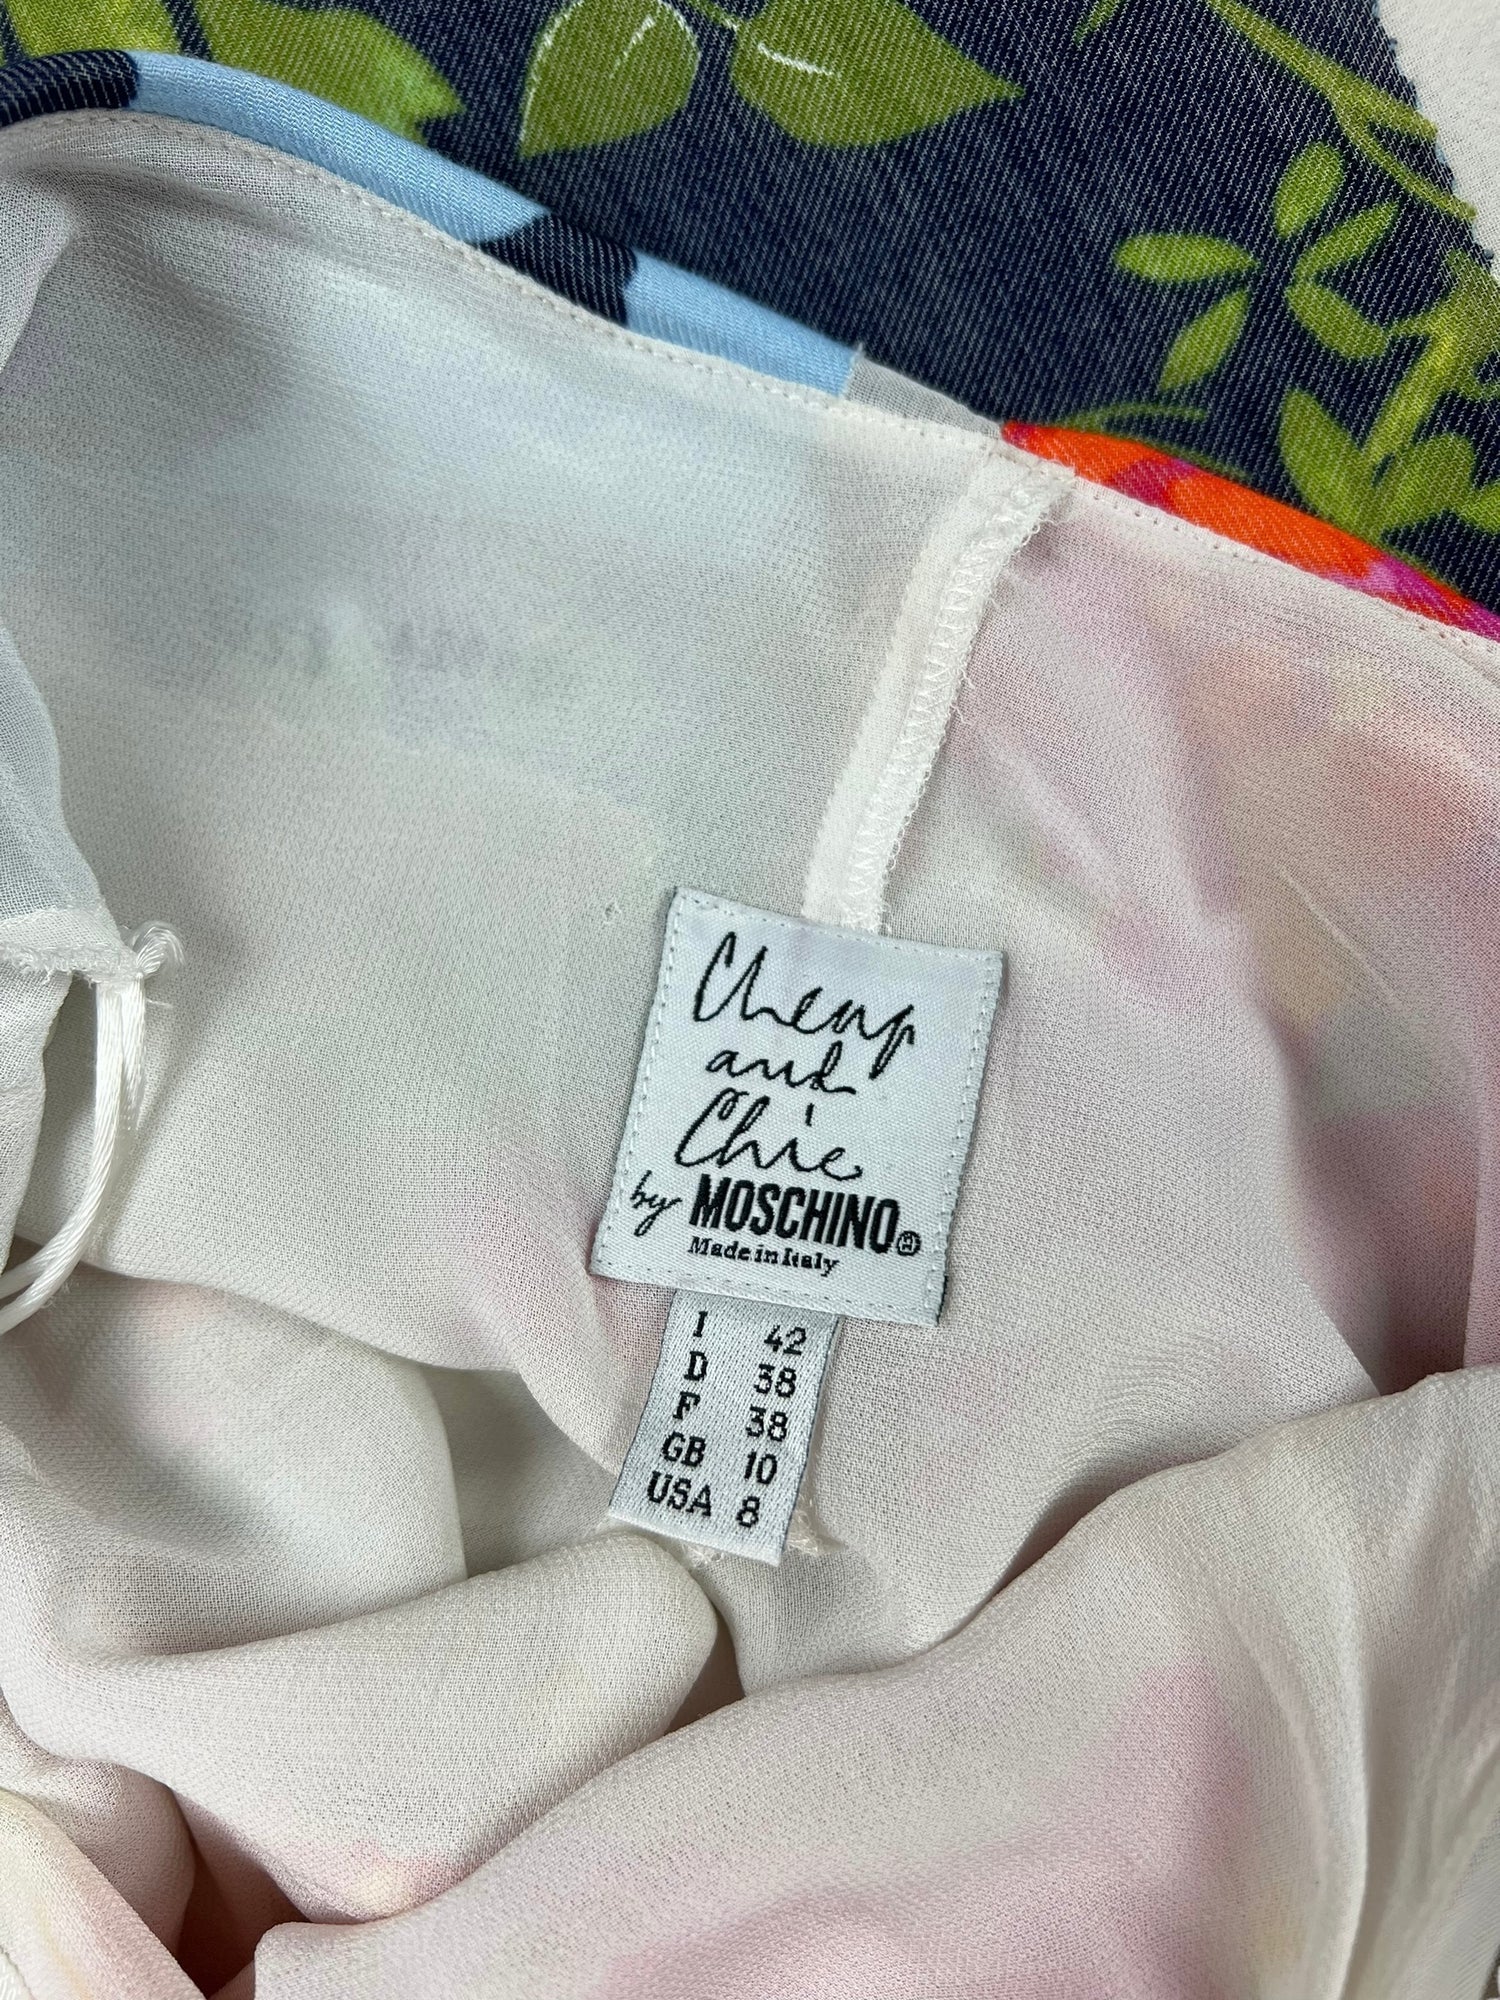 Cheap
and
Chic
by MOSCHINO®
Made in Italy
I 42
D 38
F 38
GB 10
USA 8